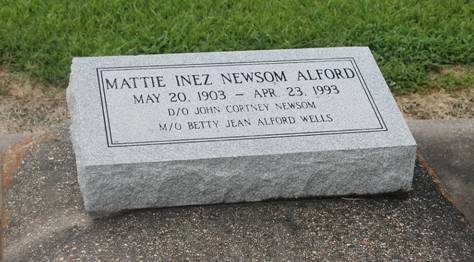 MATTIE INEZ NEWSOM ALFORD
MAY 20, 1903 – APR. 23, 1993
D/O JOHN CORTNEY NEWSOM
M/O BETTY JEAN ALFORD WELLS